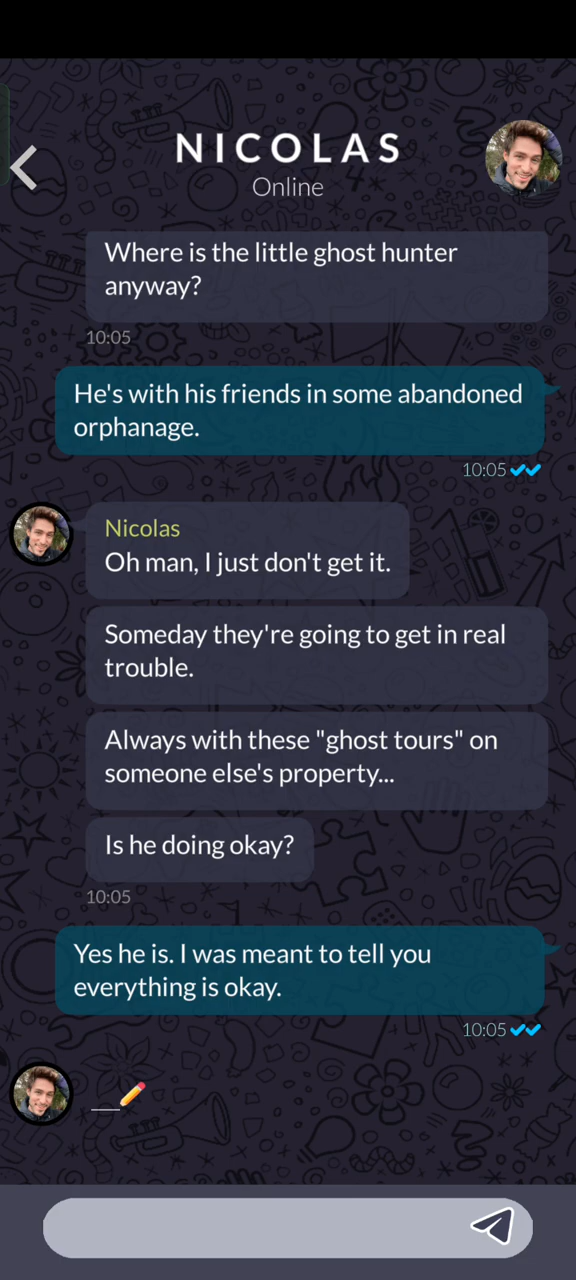 NICOLAS
Online
Where is the little ghost hunter
anyway?
10:05
He's with his friends in some abandoned
orphanage.
10:05
Nicolas
Oh man, I just don't get it.
Someday they're going to get in real
trouble.
Always with these "ghost tours" on
someone else's property...
Is he doing okay?
10:05
Yes he is. I was meant to tell you
everything is okay.
10:05